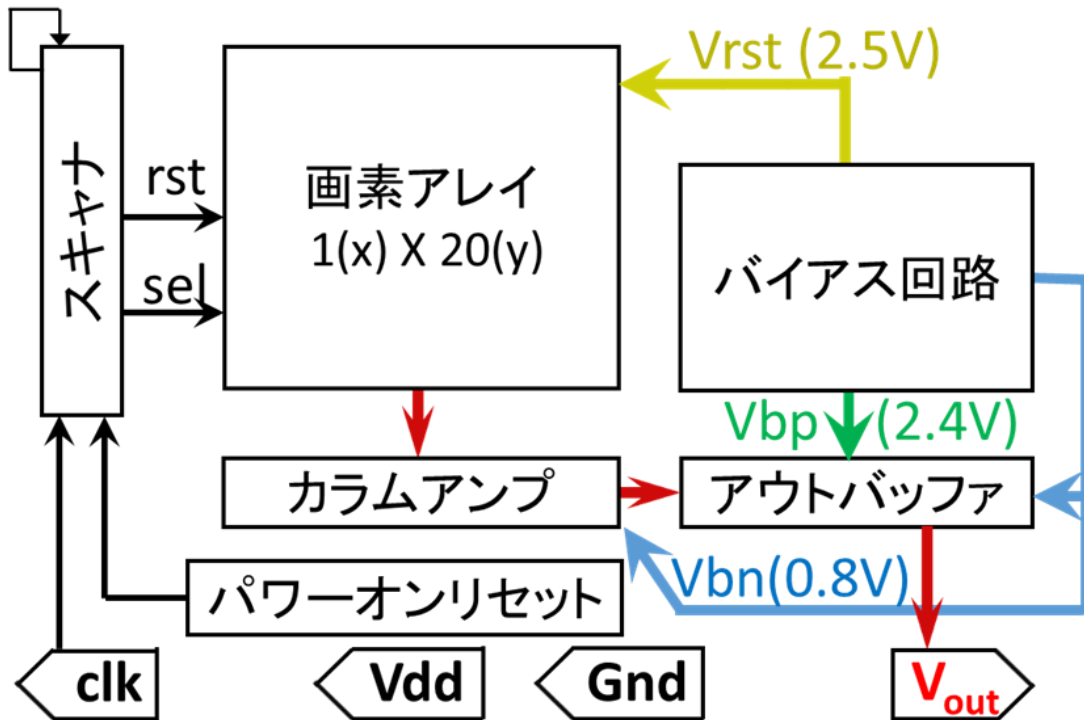 Vrst (2.5V)
スキャナ
rst
sel
画素アレイ
1(x) X 20(y)
バイアス回路
Vbp (2.4V)
カラムアンプ
アウトバッファ
Vbn(0.8V)
パワーオンリセット
clk
Vdd
Gnd
Vout